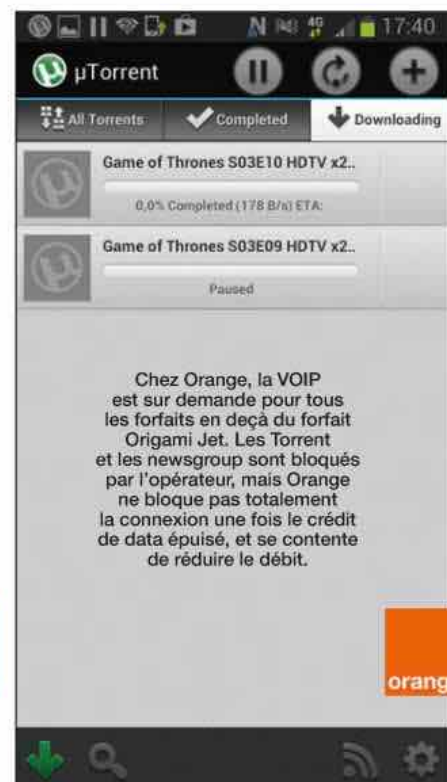 4G 17:40
µTorrent
All Torrents Completed Downloading
Game of Thrones S03E10 HDTV x2..
0,0% Completed (178 B/s) ETA:
Game of Thrones S03E09 HDTV x2..
Paused
Chez Orange, la VOIP
est sur demande pour tous
les forfaits en deçà du forfait
Origami Jet. Les Torrent
et les newsgroup sont bloqués
par l'opérateur, mais Orange
ne bloque pas totalement
la connexion une fois le crédit
de data épuisé, et se contente
de réduire le débit.
orang